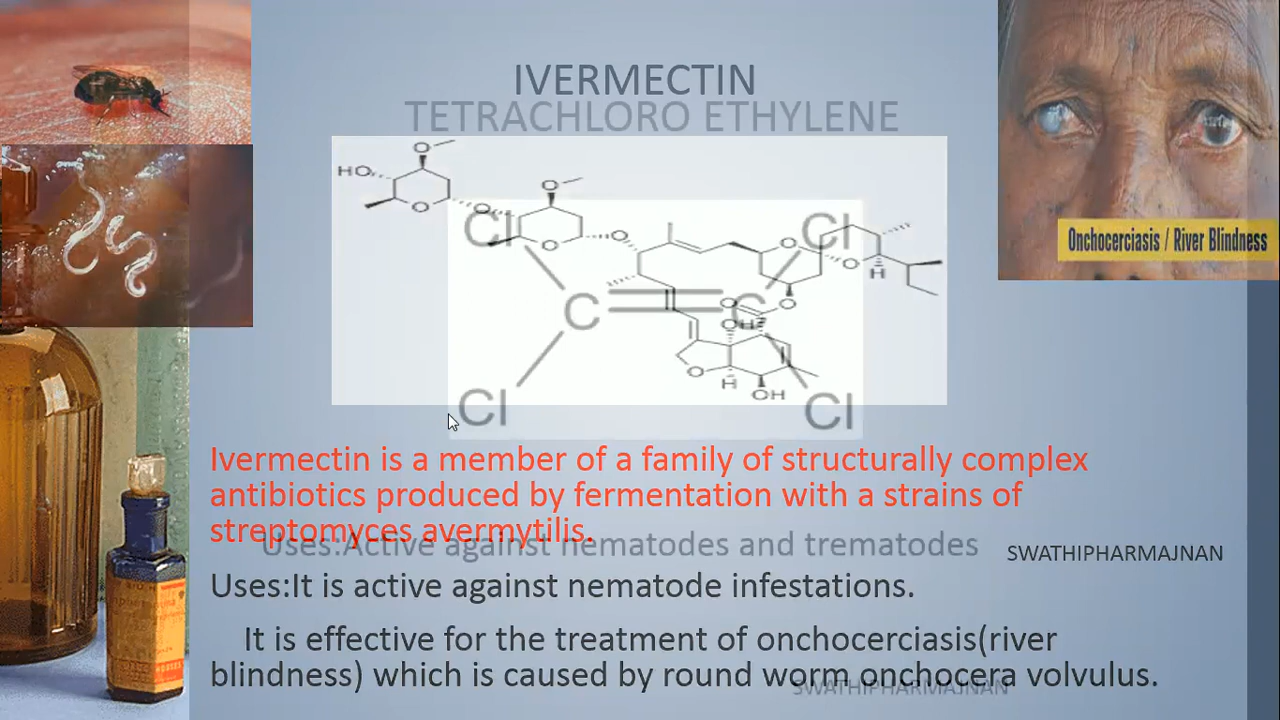 IVERMECTIN
TETRACHLORO ETHYLENE
HO
O
O
O
O
O
O
O
O
H
O
O
OH
O
H
OH
Cl
Cl
C
C
Cl
Cl
Onchocerciasis / River Blindness
Ivermectin is a member of a family of structurally complex
antibiotics produced by fermentation with a strains of
streptomyces avermytilis.
Uses:Active against nematodes and trematodes
SWATHIPHARMAJNAN
Uses:It is active against nematode infestations.
It is effective for the treatment of onchocerciasis(river
blindness) which is caused by round worm onchocera volvulus.
SWATHIPHARMAJNAN